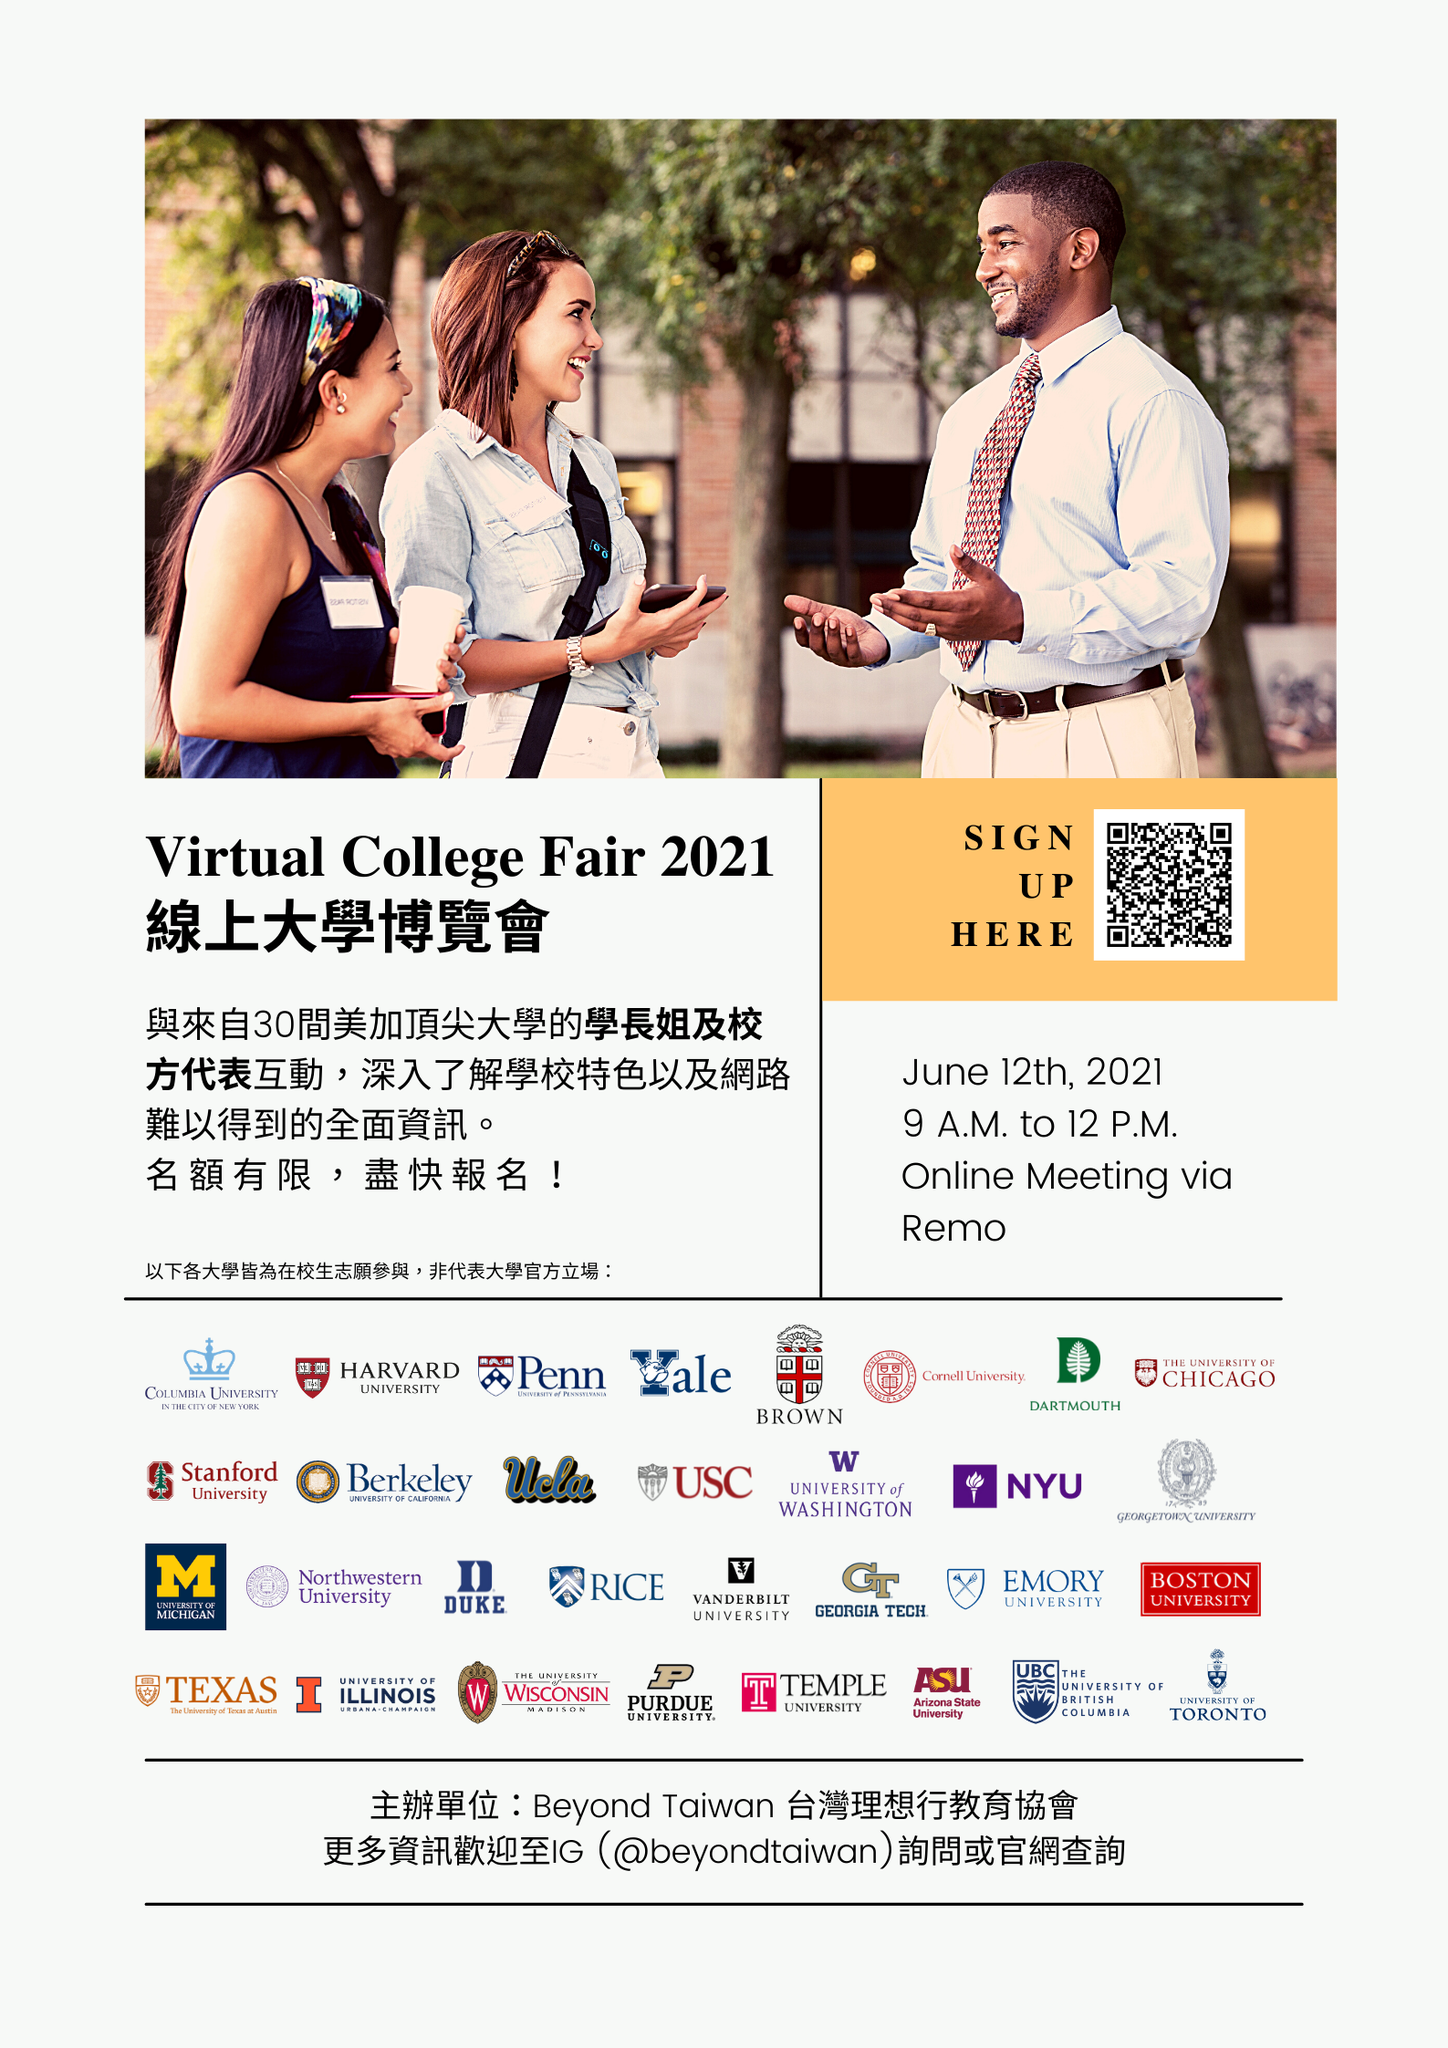 Virtual College Fair 2021
線上大學博覽會
SIGN
UP
HERE
與來自30間美加頂尖大學的學長姐及校
方代表互動，深入了解學校特色以及網路
難以得到的全面資訊。
名額有限，盡快報名！
June 12th, 2021
9 A.M. to 12 P.M.
Online Meeting via
Remo
以下各大學皆為在校生志願參與，非代表大學官方立場：
COLUMBIA UNIVERSITY
IN THE CITY OF NEW YORK
HARVARD
UNIVERSITY
Penn
UNIVERSITY OF PENNSYLVANIA
Yale
BROWN
Cornell University.
D
DARTMOUTH
THE UNIVERSITY OF
CHICAGO
S
Stanford
University
Berkeley
UNIVERSITY OF CALIFORNIA
Ucla
USC
W
UNIVERSITY of
WASHINGTON
NYU
GEORGETOWN UNIVERSITY
M
UNIVERSITY OF
MICHIGAN
Northwestern
University
D
DUKE
RICE
V
VANDERBILT
UNIVERSITY
GT
GEORGIA TECH
EMORY
UNIVERSITY
BOSTON
UNIVERSITY
TEXAS
The University of Texas at Austin
I
UNIVERSITY OF
ILLINOIS
URBANA-CHAMPAIGN
W
THE UNIVERSITY
of
WISCONSIN
MADISON
P
PURDUE
UNIVERSITY®
T
TEMPLE
UNIVERSITY
ASU
Arizona State
University
UBC
THE
UNIVERSITY OF
BRITISH
COLUMBIA
UNIVERSITY OF
TORONTO
主辦單位：Beyond Taiwan 台灣理想行教育協會
更多資訊歡迎至IG (@beyondtaiwan)詢問或官網查詢